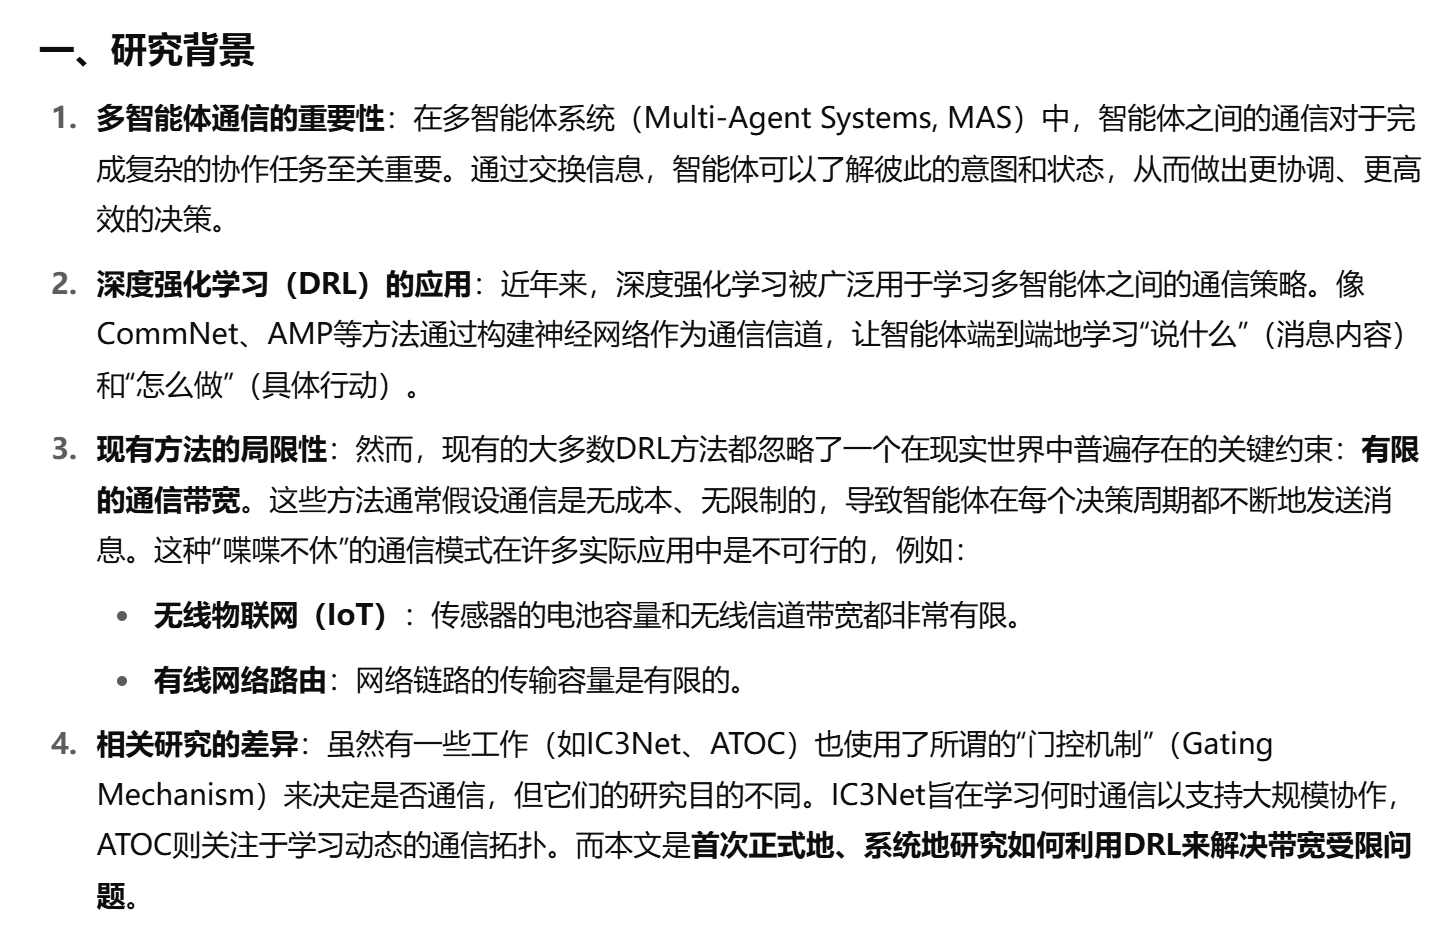 一、研究背景
1. 多智能体通信的重要性：在多智能体系统（Multi-Agent Systems, MAS）中，智能体之间的通信对于完
成复杂的协作任务至关重要。通过交换信息，智能体可以了解彼此的意图和状态，从而做出更协调、更高
效的决策。
2. 深度强化学习（DRL）的应用：近年来，深度强化学习被广泛用于学习多智能体之间的通信策略。像
CommNet、AMP等方法通过构建神经网络作为通信信道，让智能体端到端地学习“说什么”（消息内容）
和“怎么做”（具体行动）。
3. 现有方法的局限性：然而，现有的大多数DRL方法都忽略了一个在现实世界中普遍存在的关键约束：有限
的通信带宽。这些方法通常假设通信是无成本、无限制的，导致智能体在每个决策周期都不断地发送消
息。这种“喋喋不休”的通信模式在许多实际应用中是不可行的，例如：
• 无线物联网（IoT）：传感器的电池容量和无线信道带宽都非常有限。
• 有线网络路由：网络链路的传输容量是有限的。
4. 相关研究的差异：虽然有一些工作（如IC3Net、ATOC）也使用了所谓的“门控机制”（Gating
Mechanism）来决定是否通信，但它们的研究目的不同。IC3Net旨在学习何时通信以支持大规模协作，
ATOC则关注于学习动态的通信拓扑。而本文是首次正式地、系统地研究如何利用DRL来解决带宽受限问
题。